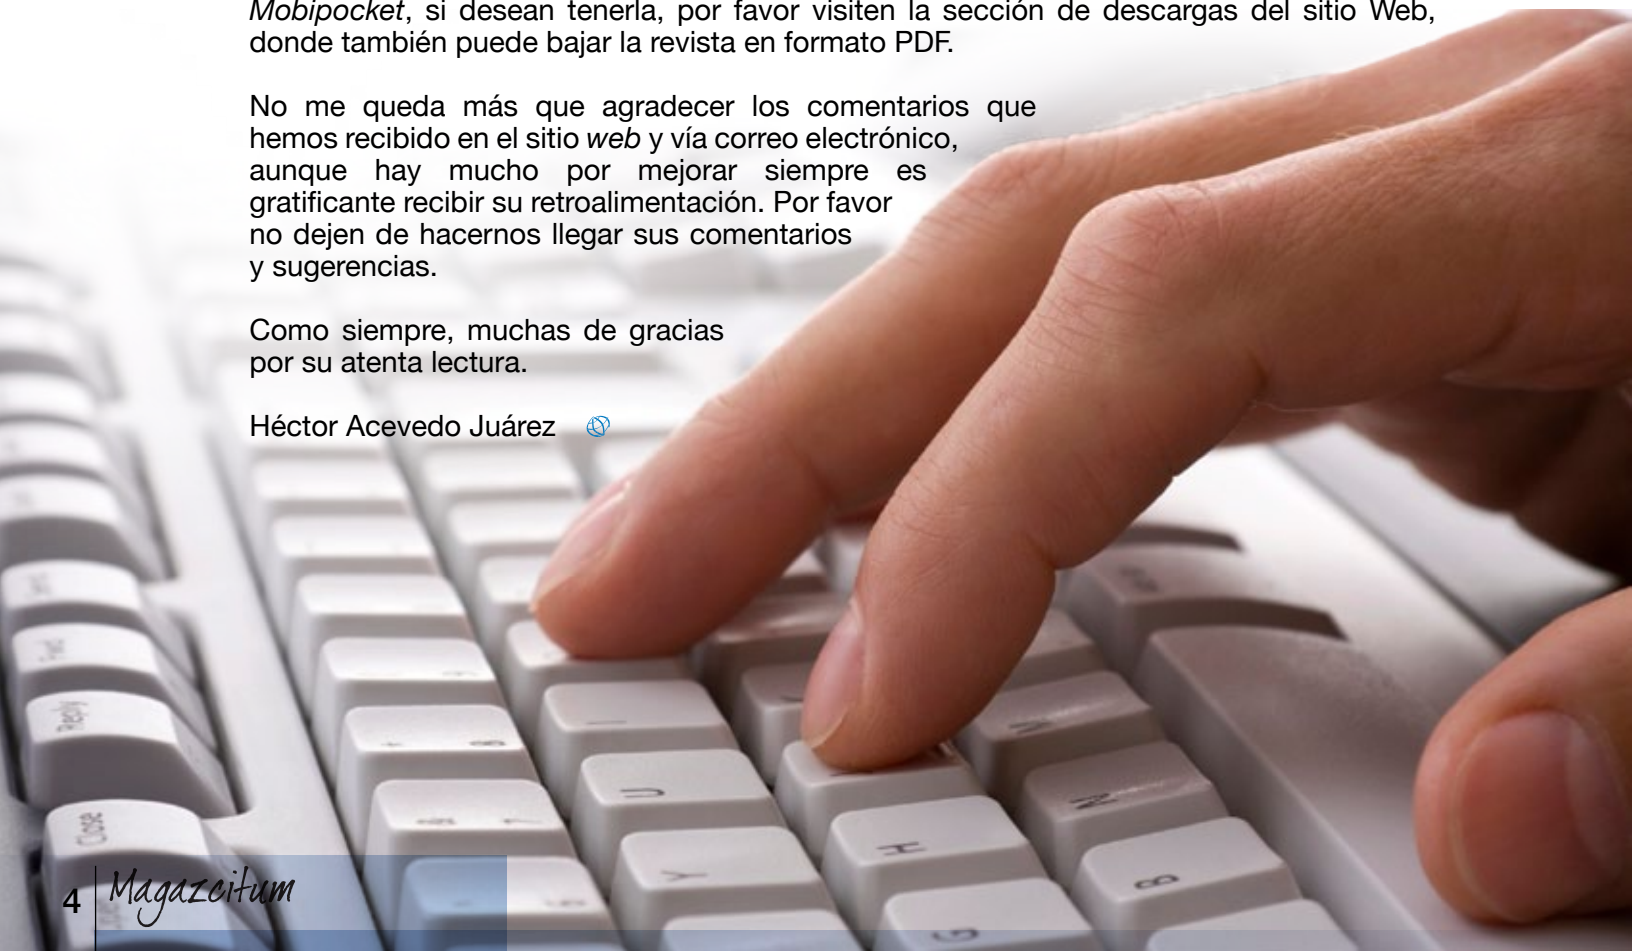 Mobipocket, si desean tenerla, por favor visiten la sección de descargas del sitio Web,
donde también puede bajar la revista en formato PDF.
No me queda más que agradecer los comentarios que
hemos recibido en el sitio web y vía correo electrónico,
aunque hay mucho por mejorar siempre es
gratificante recibir su retroalimentación. Por favor
no dejen de hacernos llegar sus comentarios
y sugerencias.
Como siempre, muchas de gracias
por su atenta lectura.
Héctor Acevedo Juárez
Reply
Close
8
& 7
I
U
Y
H
N
M
B
G
4 Magazcitum